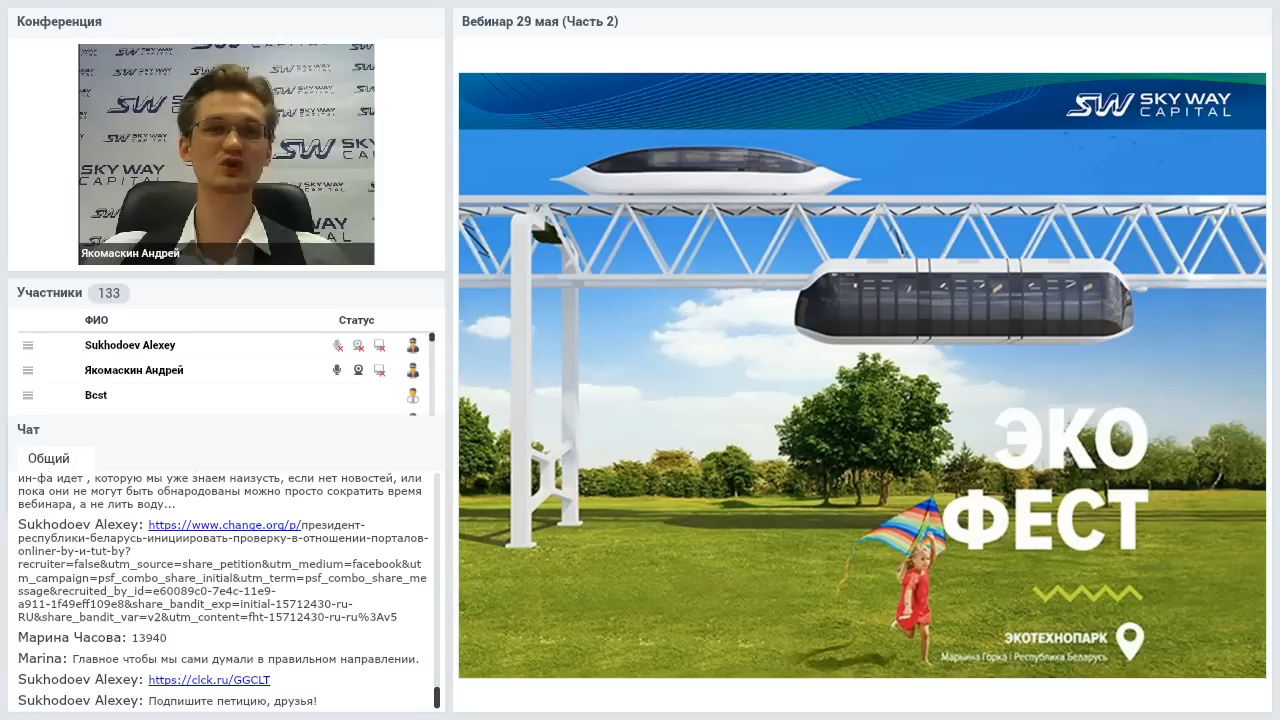 Конференция
SKY WAY CAPITAL
Якомаскин Андрей
Участники 133
ФИО Статус
Sukhodoev Alexey
Якомаскин Андрей
Bcst
Чат
Общий
ин-фа идет , которую мы уже знаем наизусть, если нет новостей, или
пока они не могут быть обнародованы можно просто сократить время
вебинара, а не лить воду...
Sukhodoev Alexey: https://www.change.org/p/президент-
республики-беларусь-инициировать-проверку-в-отношении-порталов-
onliner-by-и-tut-by?
recruiter=false&utm_source=share_petition&utm_medium=facebook&ut
m_campaign=psf_combo_share_initial&utm_term=psf_combo_share_me
ssage&recruited_by_id=e60089c0-7e4c-11e9-
a911-1f49eff109e8&share_bandit_exp=initial-15712430-ru-
RU&share_bandit_var=v2&utm_content=fht-15712430-ru-ru%3Av5
Марина Часова: 13940
Marina: Главное чтобы мы сами думали в правильном направлении.
Sukhodoev Alexey: https://clck.ru/GGCLT
Sukhodoev Alexey: Подпишите петицию, друзья!
Вебинар 29 мая (Часть 2)
SW SKY WAY
CAPITAL
ЭКО
ФЕСТ
ЭКОТЕХНОПАРК
Марьина Горка | Республика Беларусь